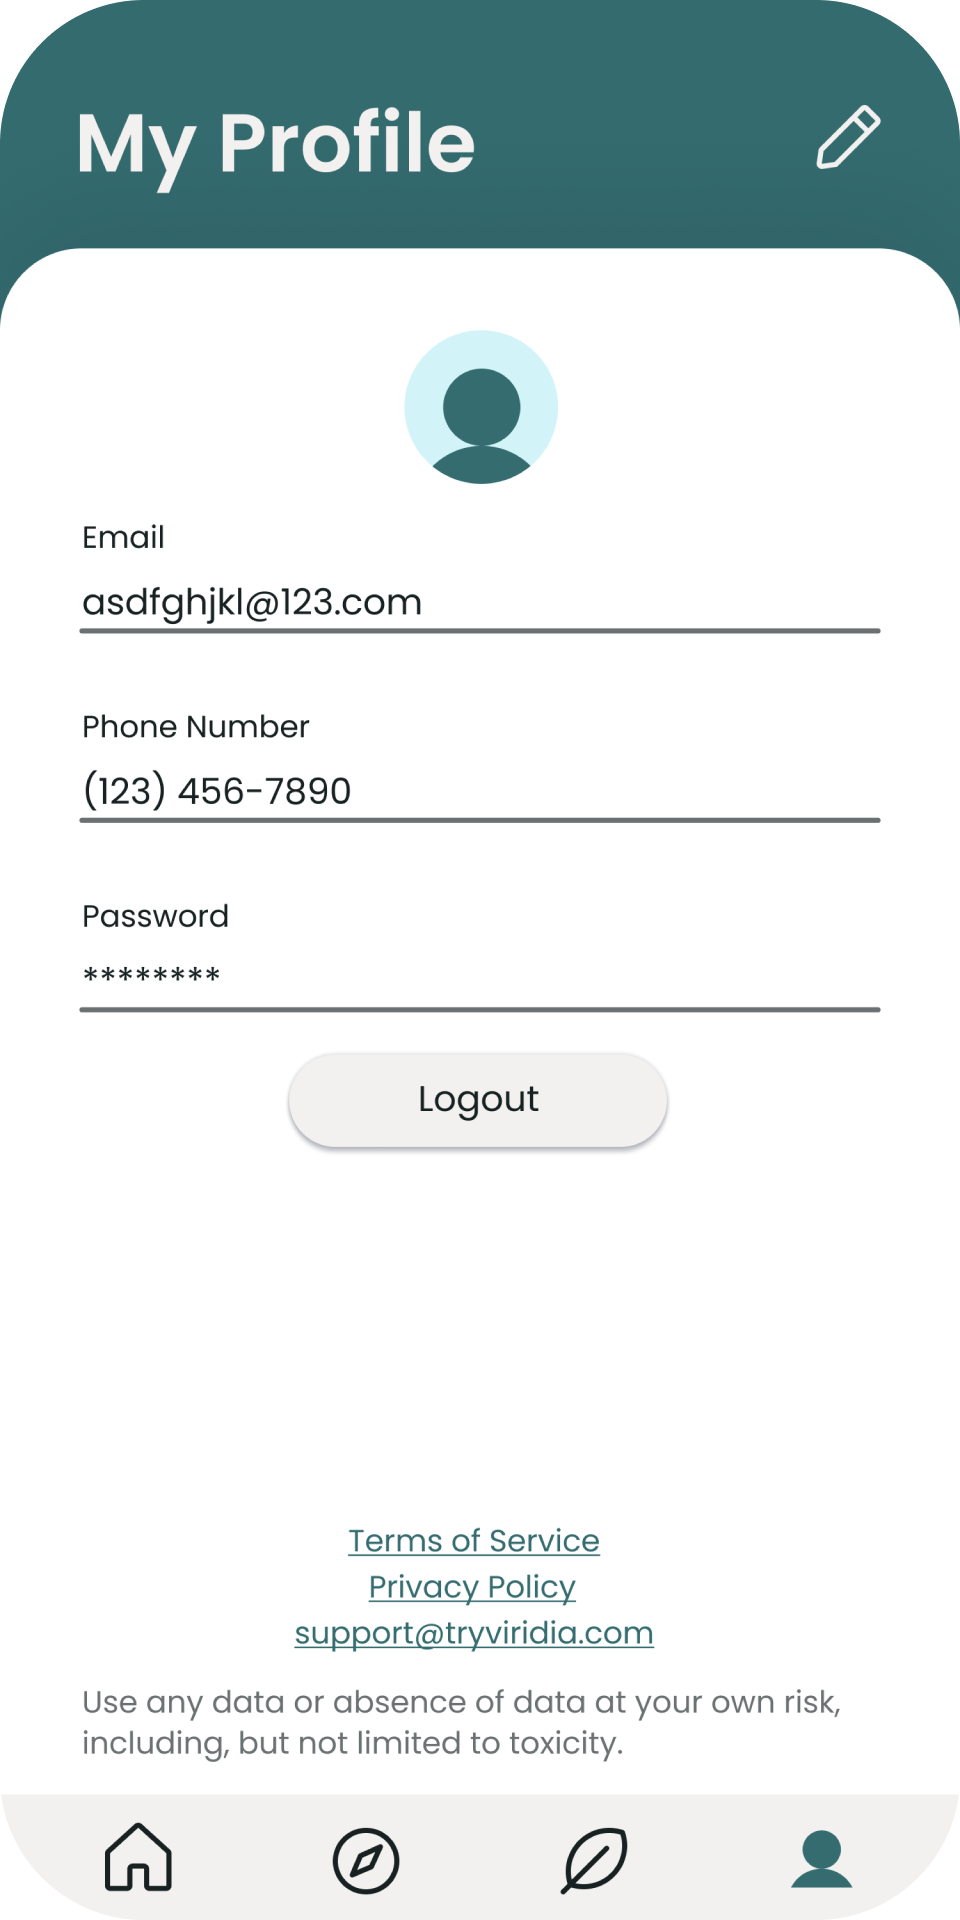 My Profile
Email
asdfghjkl@123.com
Phone Number
(123) 456-7890
Password
********
Logout
Terms of Service
Privacy Policy
support@tryviridia.com
Use any data or absence of data at your own risk,
including, but not limited to toxicity.